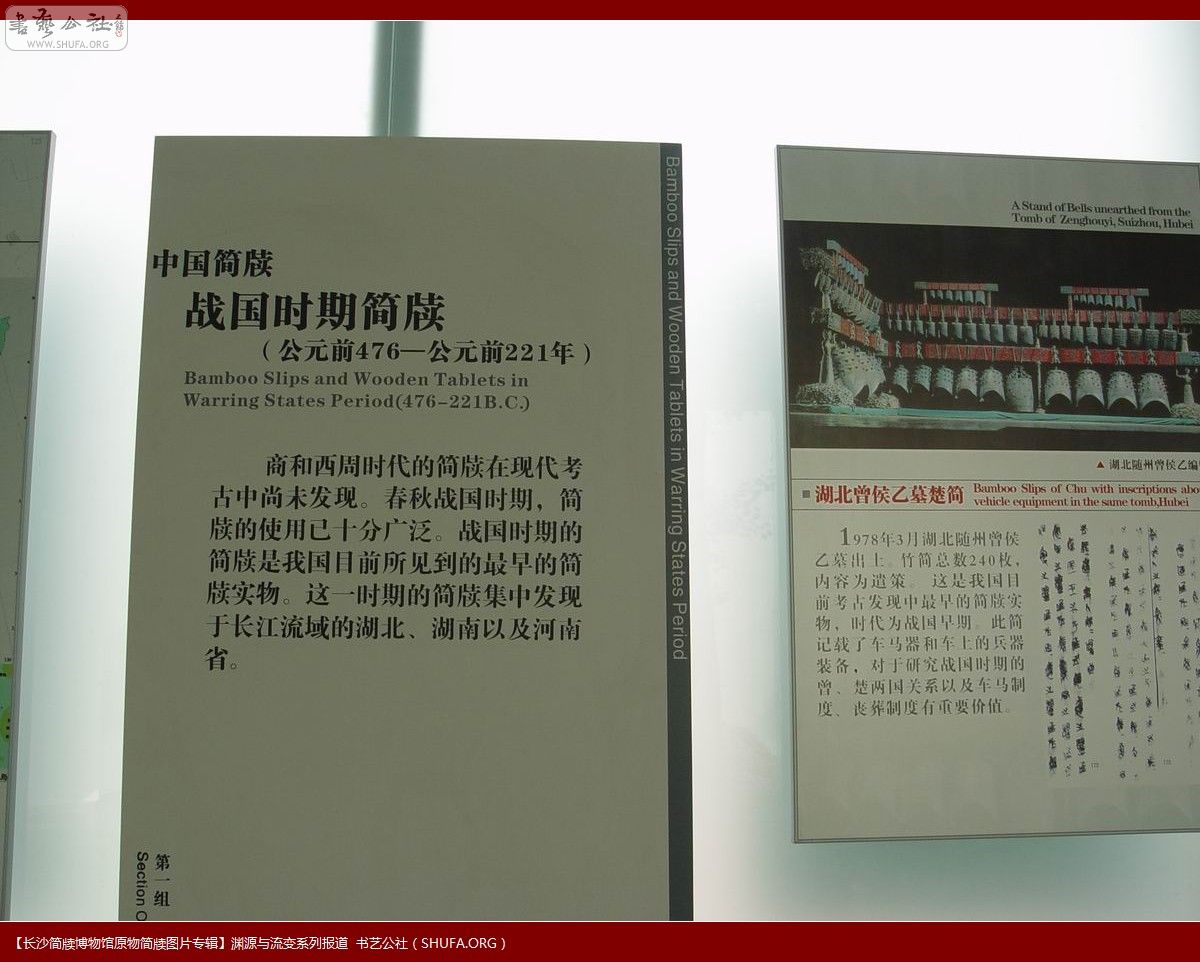 書藝公社
WWW.SHUFA.ORG
中国简牍
战国时期简牍
（公元前476—公元前221年）
Bamboo Slips and Wooden Tablets in
Warring States Period(476-221B.C.)
商和西周时代的简牍在现代考
古中尚未发现。春秋战国时期，简
牍的使用已十分广泛。战国时期的
简牍是我国目前所见到的最早的简
牍实物。这一时期的简牍集中发现
于长江流域的湖北、湖南以及河南
省。
第一组
Section O
Bamboo Slips and Wooden Tablets in Warring States Period
A Stand of Bells unearthed from the
Tomb of Zenghouyi, Suizhou, Hubei
▲湖北随州曾侯乙编
湖北曾侯乙墓楚简
Bamboo Slips of Chu with inscriptions abo
vehicle equipment in the same tomb,Hubei
1978年3月湖北随州曾侯
乙墓出土。竹简总数240枚，
内容为遣策。这是我国目
前考古发现中最早的简牍实
物，时代为战国早期。此简
记载了车马器和车上的兵器
装备，对于研究战国时期的
曾、楚两国关系以及车马制
度、丧葬制度有重要价值。
【长沙简牍博物馆原物简牍图片专辑】渊源与流变系列报道 书艺公社（SHUFA.ORG）